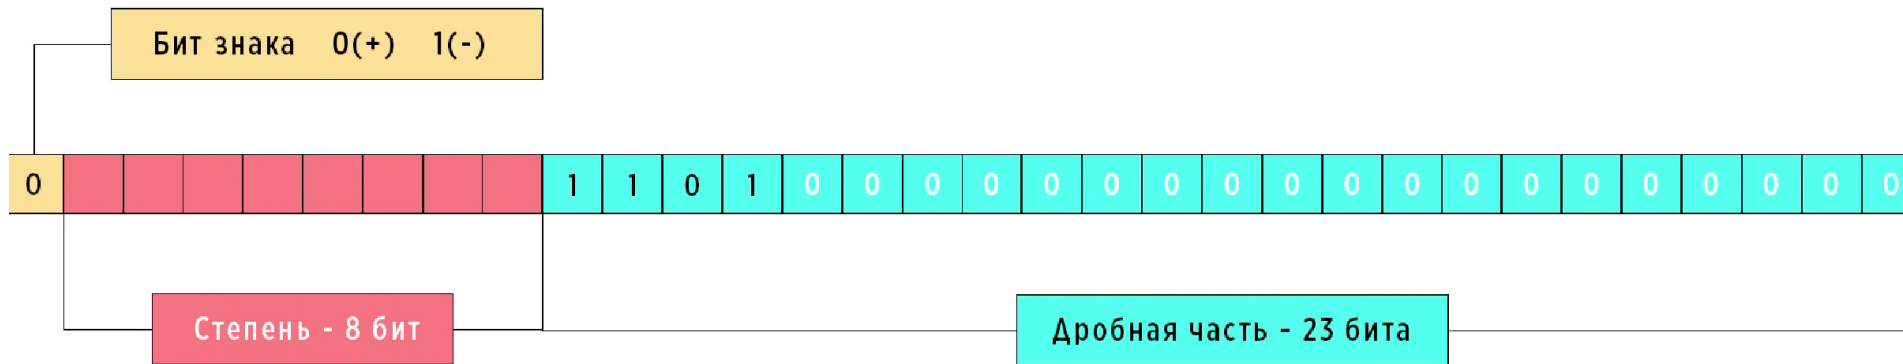 Бит знака 0(+) 1(-)
0 1 1 0 1 0 0 0 0 0 0 0 0 0 0 0 0 0 0 0 0 0 0 0
Степень - 8 бит
Дробная часть - 23 бита